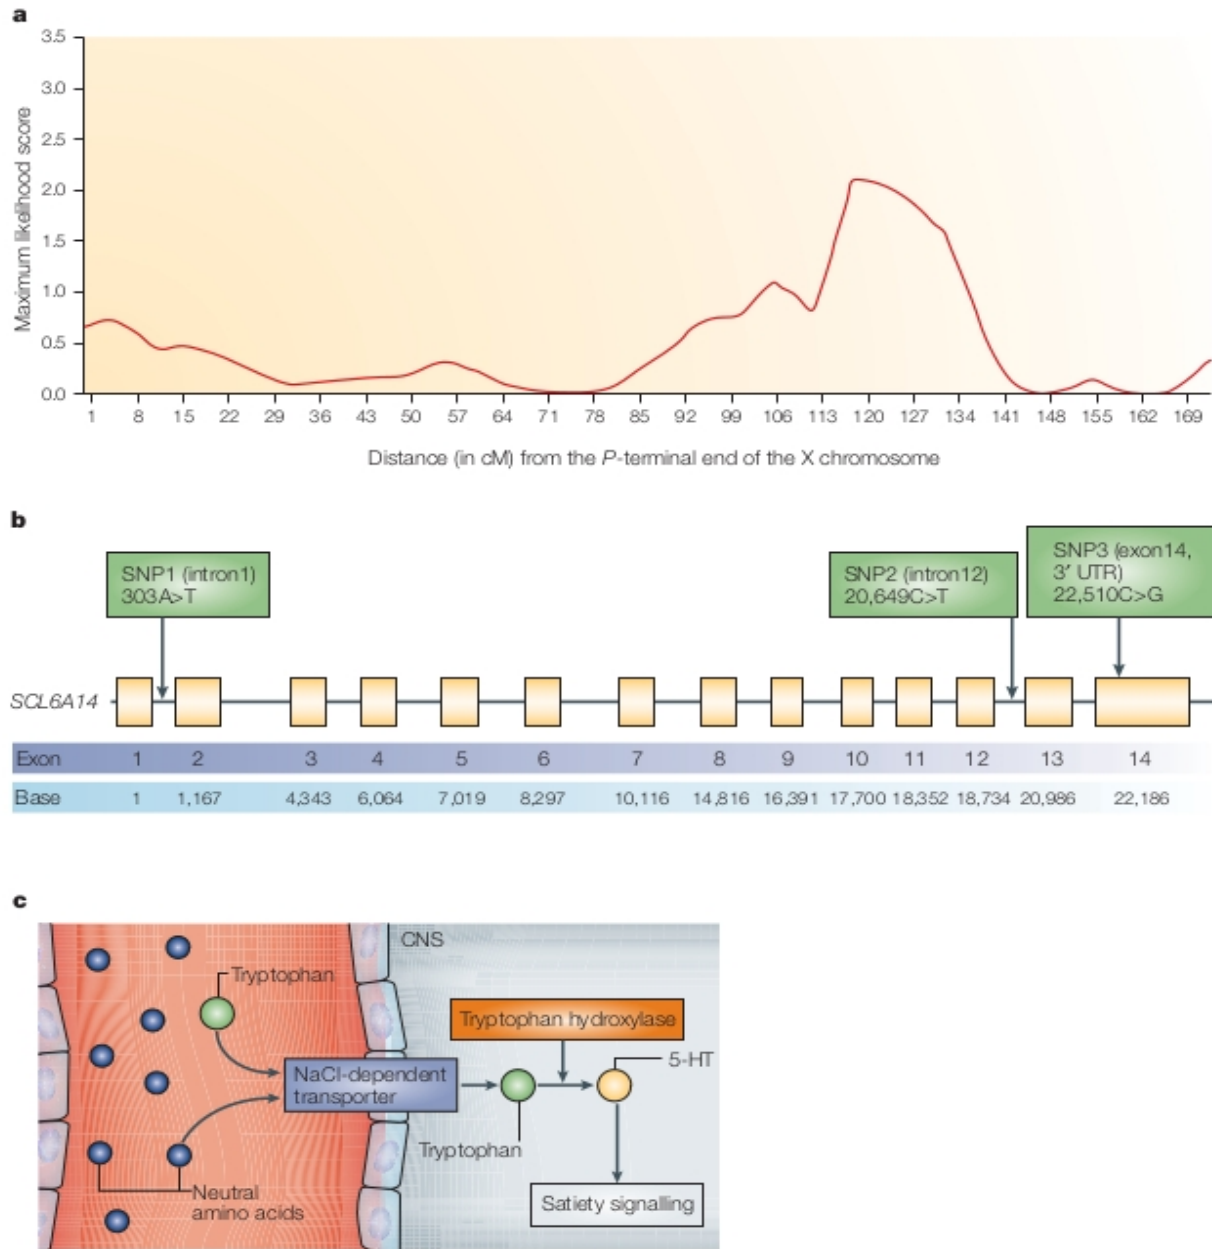 a
3.5
3.0
2.5
2.0
1.5
1.0
0.5
0.0
Maximum likelihood score
1 8 15 22 29 36 43 50 57 64 71 78 85 92 99 106 113 120 127 134 141 148 155 162 169
Distance (in cM) from the P-terminal end of the X chromosome
b
SNP1 (intron1)
303A>T
SNP2 (intron12)
20,649C>T
SNP3 (exon14,
3′ UTR)
22,510C>G
SCL6A14
Exon 1 2 3 4 5 6 7 8 9 10 11 12 13 14
Base 1 1,167 4,343 6,064 7,019 8,297 10,116 14,816 16,391 17,700 18,352 18,734 20,986 22,186
c
CNS
Tryptophan
Tryptophan hydroxylase
5-HT
NaCl-dependent
transporter
Tryptophan
Neutral
amino acids
Satiety signalling